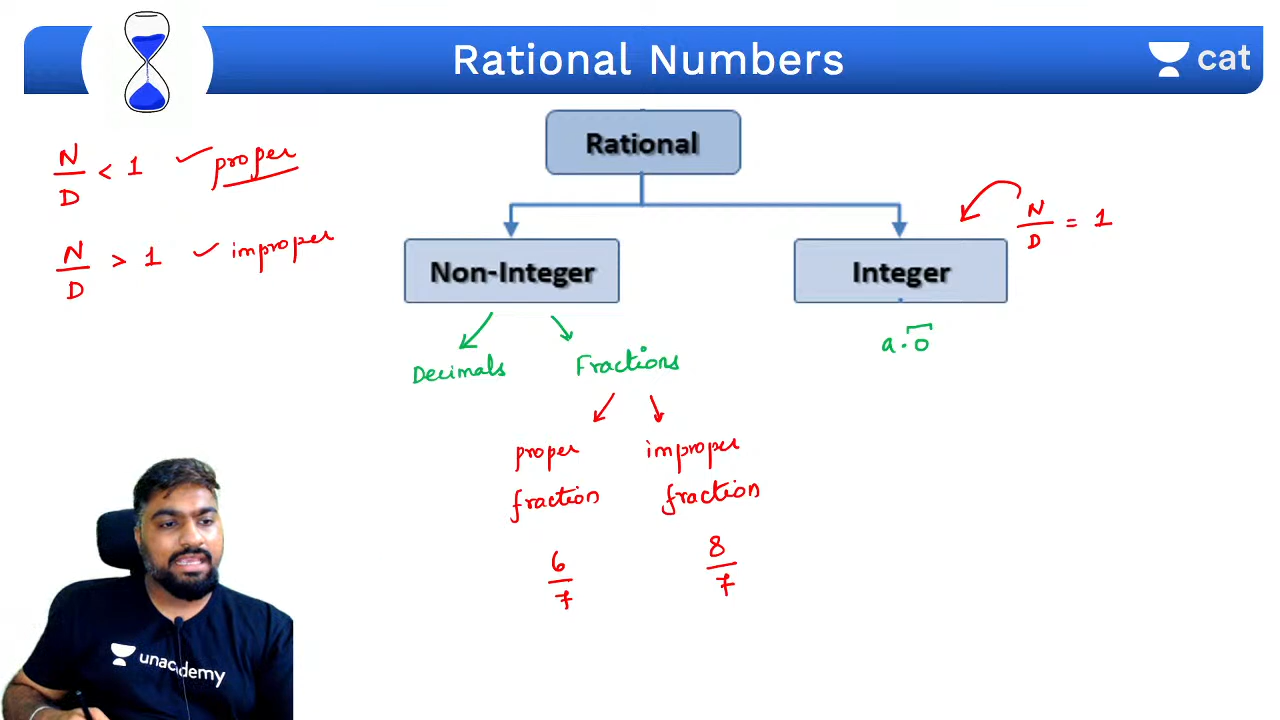 Rational Numbers
cat
Rational
N/D < 1 ✓ proper
N/D = 1
N/D > 1 ✓ improper
Non-Integer
Integer
a.0̅
Decimals
Fractions
proper
fraction
improper
fraction
6/7
8/7
unacademy